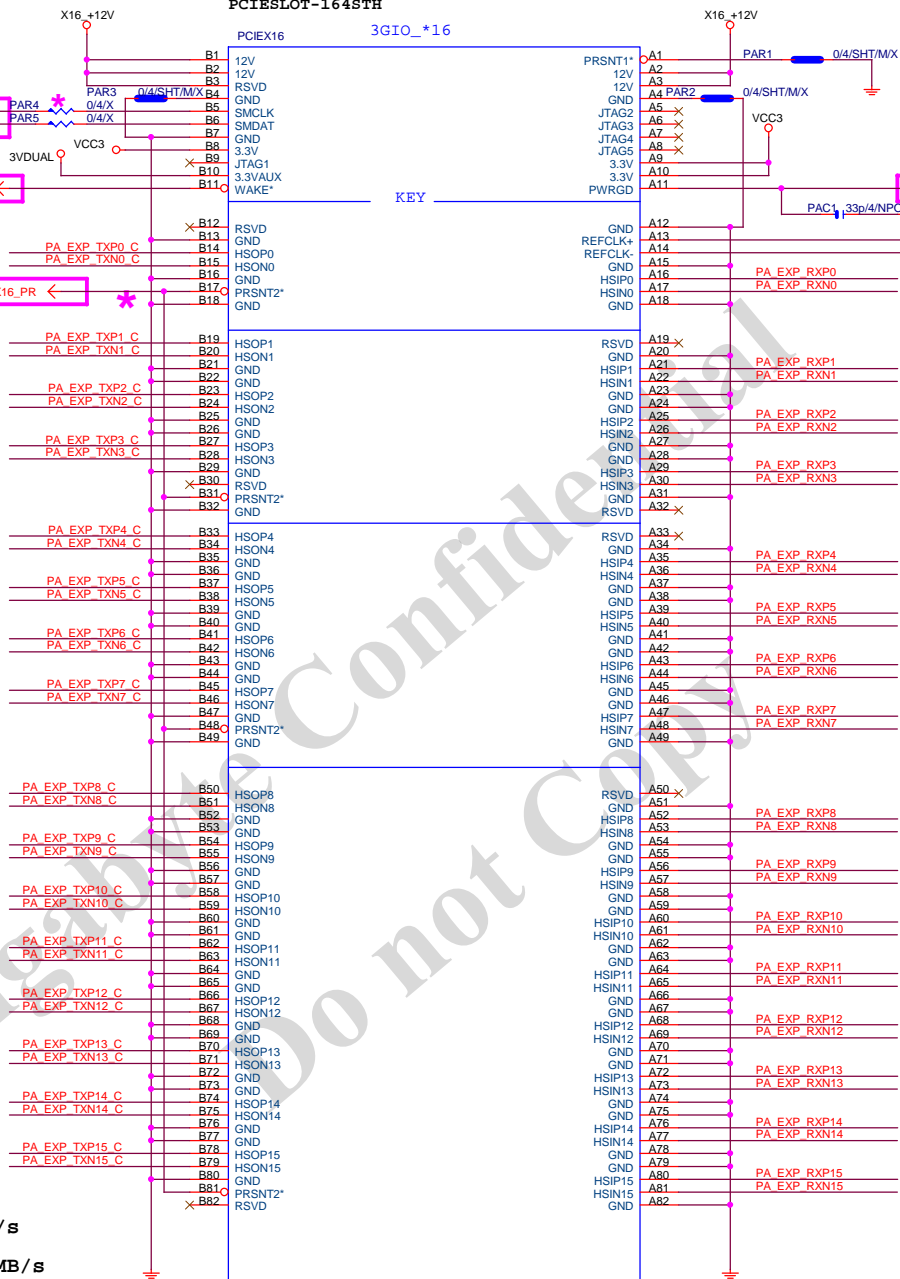 PCIESLOT-164STH
X16_+12V PCIEX16 3GIO_*16 X16_+12V
B1 12V PRSNT1* A1 PAR1 0/4/SHT/M/X
B2 12V 12V A2
B3 RSVD 12V A3
PAR3 0/4/SHT/M/X B4 GND GND A4 PAR2 0/4/SHT/M/X
PAR4 * 0/4/X B5 SMCLK JTAG2 A5
PAR5 0/4/X B6 SMDAT JTAG3 A6 VCC3
B7 GND JTAG4 A7
VCC3 B8 3.3V JTAG5 A8
3VDUAL B9 JTAG1 3.3V A9
B10 3.3VAUX 3.3V A10
B11 WAKE* PWRGD A11
KEY
PAC1 33p/4/NPO
B12 RSVD GND A12
B13 GND REFCLK+ A13
PA_EXP_TXP0_C B14 HSOP0 REFCLK- A14
PA_EXP_TXN0_C B15 HSON0 GND A15
B16 GND HSIP0 A16 PA_EXP_RXP0
X16_PR * B17 PRSNT2* HSIN0 A17 PA_EXP_RXN0
B18 GND GND A18
PA_EXP_TXP1_C B19 HSOP1 RSVD A19
PA_EXP_TXN1_C B20 HSON1 GND A20
B21 GND HSIP1 A21 PA_EXP_RXP1
B22 GND HSIN1 A22 PA_EXP_RXN1
PA_EXP_TXP2_C B23 HSOP2 GND A23
PA_EXP_TXN2_C B24 HSON2 GND A24
B25 GND HSIP2 A25 PA_EXP_RXP2
B26 GND HSIN2 A26 PA_EXP_RXN2
PA_EXP_TXP3_C B27 HSOP3 GND A27
PA_EXP_TXN3_C B28 HSON3 GND A28
B29 GND HSIP3 A29 PA_EXP_RXP3
B30 RSVD HSIN3 A30 PA_EXP_RXN3
B31 PRSNT2* GND A31
B32 GND RSVD A32
PA_EXP_TXP4_C B33 HSOP4 RSVD A33
PA_EXP_TXN4_C B34 HSON4 GND A34
B35 GND HSIP4 A35 PA_EXP_RXP4
B36 GND HSIN4 A36 PA_EXP_RXN4
PA_EXP_TXP5_C B37 HSOP5 GND A37
PA_EXP_TXN5_C B38 HSON5 GND A38
B39 GND HSIP5 A39 PA_EXP_RXP5
B40 GND HSIN5 A40 PA_EXP_RXN5
PA_EXP_TXP6_C B41 HSOP6 GND A41
PA_EXP_TXN6_C B42 HSON6 GND A42
B43 GND HSIP6 A43 PA_EXP_RXP6
B44 GND HSIN6 A44 PA_EXP_RXN6
PA_EXP_TXP7_C B45 HSOP7 GND A45
PA_EXP_TXN7_C B46 HSON7 GND A46
B47 GND HSIP7 A47 PA_EXP_RXP7
B48 PRSNT2* HSIN7 A48 PA_EXP_RXN7
B49 GND GND A49
PA_EXP_TXP8_C B50 HSOP8 RSVD A50
PA_EXP_TXN8_C B51 HSON8 GND A51
B52 GND HSIP8 A52 PA_EXP_RXP8
B53 GND HSIN8 A53 PA_EXP_RXN8
PA_EXP_TXP9_C B54 HSOP9 GND A54
PA_EXP_TXN9_C B55 HSON9 GND A55
B56 GND HSIP9 A56 PA_EXP_RXP9
B57 GND HSIN9 A57 PA_EXP_RXN9
PA_EXP_TXP10_C B58 HSOP10 GND A58
PA_EXP_TXN10_C B59 HSON10 GND A59
B60 GND HSIP10 A60 PA_EXP_RXP10
B61 GND HSIN10 A61 PA_EXP_RXN10
PA_EXP_TXP11_C B62 HSOP11 GND A62
PA_EXP_TXN11_C B63 HSON11 GND A63
B64 GND HSIP11 A64 PA_EXP_RXP11
B65 GND HSIN11 A65 PA_EXP_RXN11
PA_EXP_TXP12_C B66 HSOP12 GND A66
PA_EXP_TXN12_C B67 HSON12 GND A67
B68 GND HSIP12 A68 PA_EXP_RXP12
B69 GND HSIN12 A69 PA_EXP_RXN12
PA_EXP_TXP13_C B70 HSOP13 GND A70
PA_EXP_TXN13_C B71 HSON13 GND A71
B72 GND HSIP13 A72 PA_EXP_RXP13
B73 GND HSIN13 A73 PA_EXP_RXN13
PA_EXP_TXP14_C B74 HSOP14 GND A74
PA_EXP_TXN14_C B75 HSON14 GND A75
B76 GND HSIP14 A76 PA_EXP_RXP14
B77 GND HSIN14 A77 PA_EXP_RXN14
PA_EXP_TXP15_C B78 HSOP15 GND A78
PA_EXP_TXN15_C B79 HSON15 GND A79
B80 GND HSIP15 A80 PA_EXP_RXP15
B81 PRSNT2* HSIN15 A81 PA_EXP_RXN15
B82 RSVD GND A82
/s
MB/s
igabyte Confidential
Do not Copy